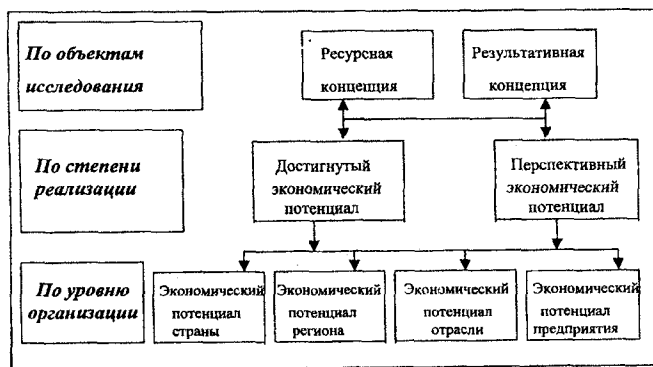 По объектам
исследования
Ресурсная
концепция
Результативная
концепция
По степени
реализации
Достигнутый
экономический
потенциал
Перспективный
экономический
потенциал
По уровню
организации
Экономический
потенциал
страны
Экономический
потенциал
региона
Экономический
потенциал
отрасли
Экономический
потенциал
предприятия